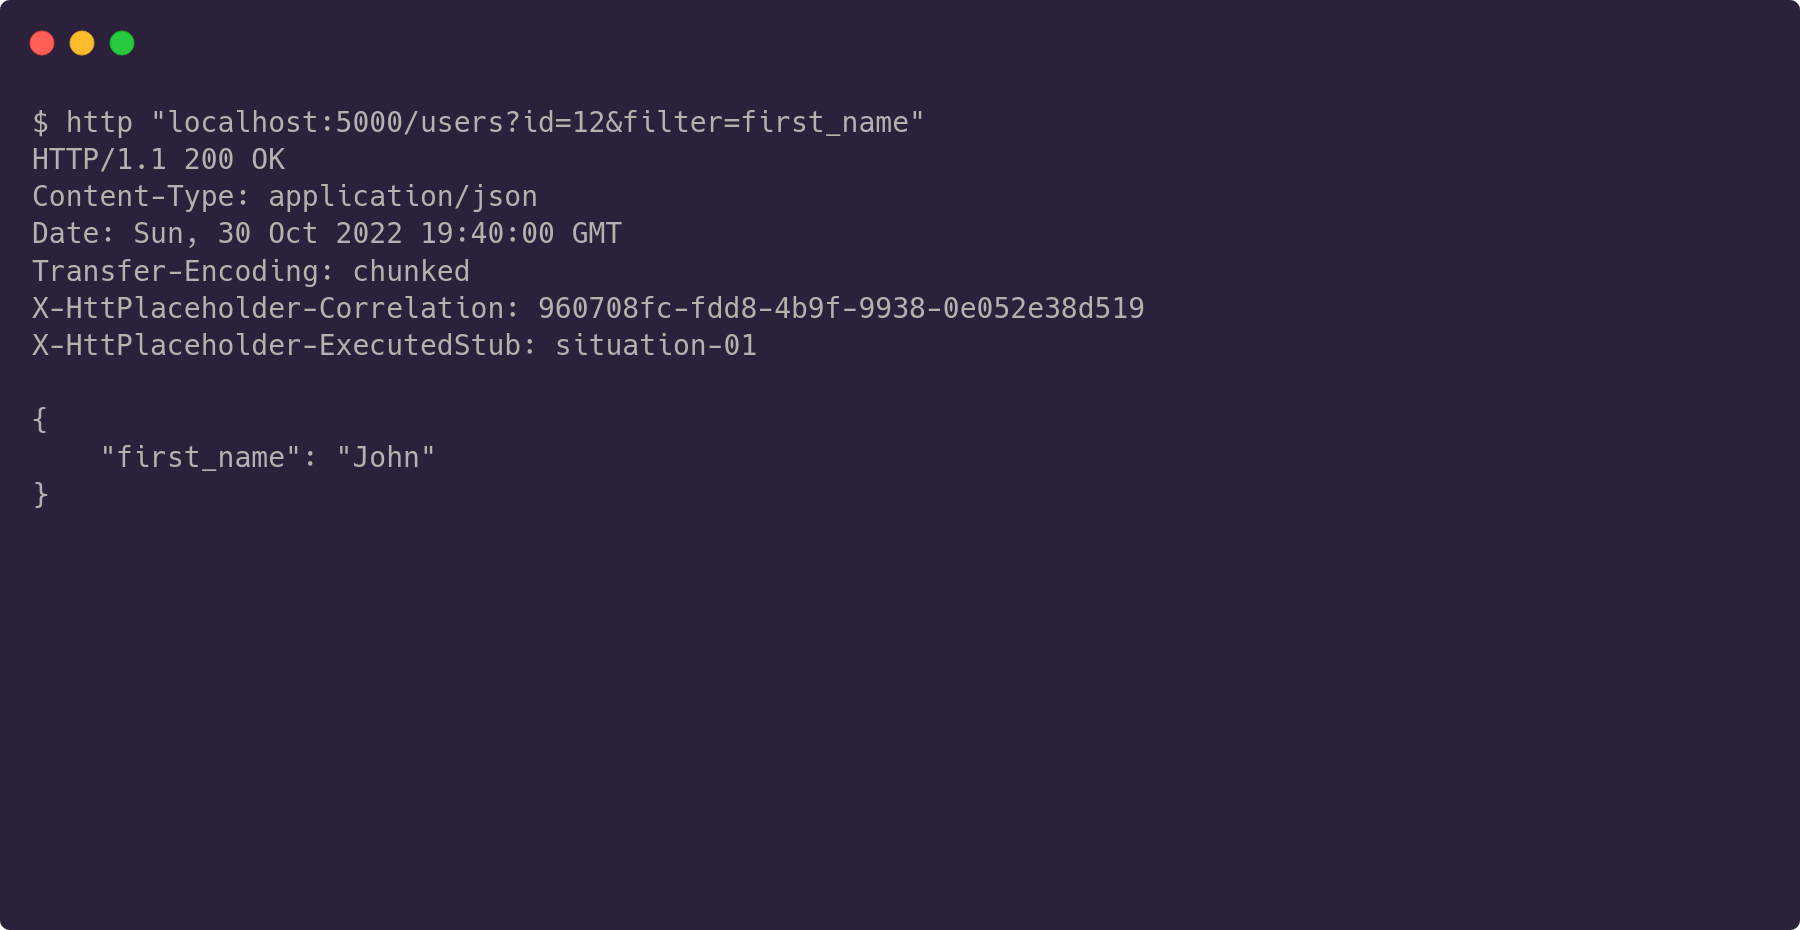 $ http "localhost:5000/users?id=12&filter=first_name"
HTTP/1.1 200 OK
Content-Type: application/json
Date: Sun, 30 Oct 2022 19:40:00 GMT
Transfer-Encoding: chunked
X-HttPlaceholder-Correlation: 960708fc-fdd8-4b9f-9938-0e052e38d519
X-HttPlaceholder-ExecutedStub: situation-01

{
    "first_name": "John"
}